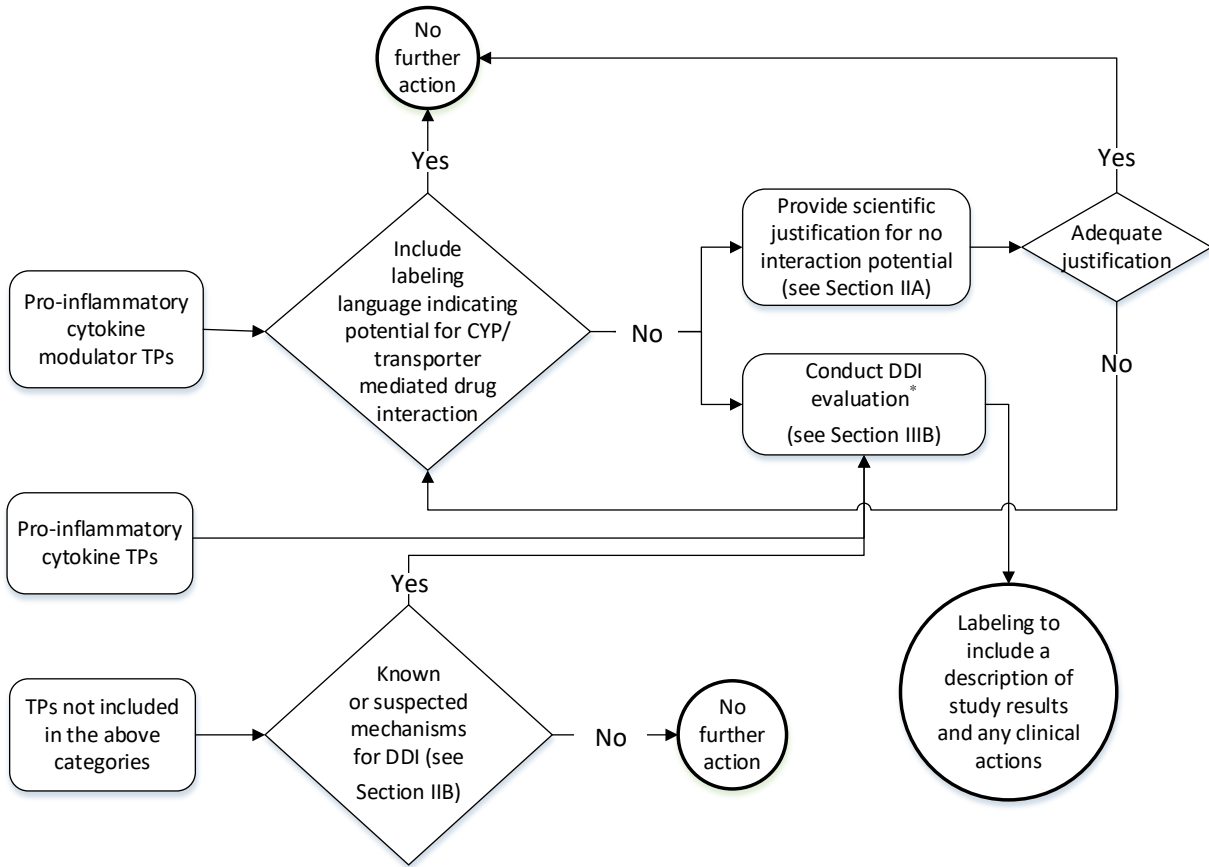 No
further
action
Yes
Yes
Include
labeling
language indicating
potential for CYP/
transporter
mediated drug
interaction
Pro-inflammatory
cytokine
modulator TPs
No
Provide scientific
justification for no
interaction potential
(see Section IIA)
Adequate
justification
No
Conduct DDI
evaluation*
(see Section IIIB)
Pro-inflammatory
cytokine TPs
Yes
Known
or suspected
mechanisms
for DDI (see
Section IIB)
TPs not included
in the above
categories
No
No
further
action
Labeling to
include a
description of
study results
and any clinical
actions